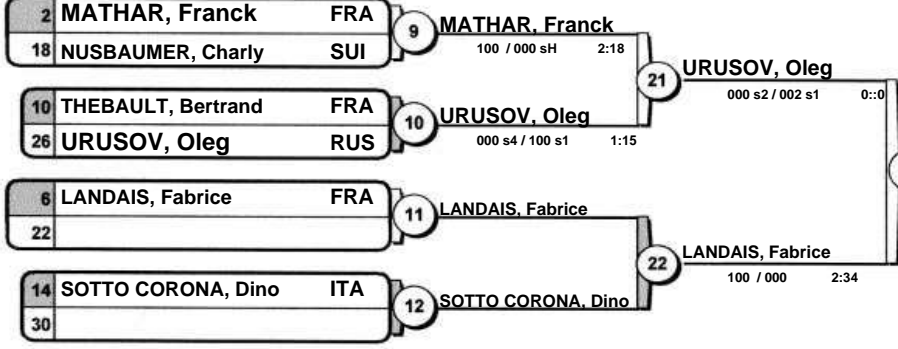 2 MATHAR, Franck FRA
18 NUSBAUMER, Charly SUI
9
MATHAR, Franck
100 / 000 sH 2:18
10 THEBAULT, Bertrand FRA
26 URUSOV, Oleg RUS
10
URUSOV, Oleg
000 s4 / 100 s1 1:15
21
URUSOV, Oleg
000 s2 / 002 s1 0::0
6 LANDAIS, Fabrice FRA
22
11
LANDAIS, Fabrice
14 SOTTO CORONA, Dino ITA
30
12
SOTTO CORONA, Dino
22
LANDAIS, Fabrice
100 / 000 2:34